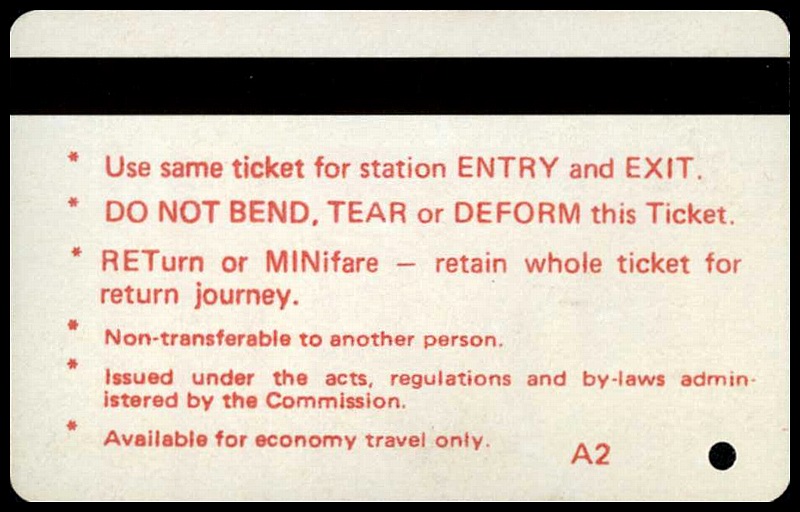 * Use same ticket for station ENTRY and EXIT.
* DO NOT BEND, TEAR or DEFORM this Ticket.
* RETurn or MINifare — retain whole ticket for
return journey.
* Non-transferable to another person.
* Issued under the acts, regulations and by-laws admin-
istered by the Commission.
* Available for economy travel only.
A2